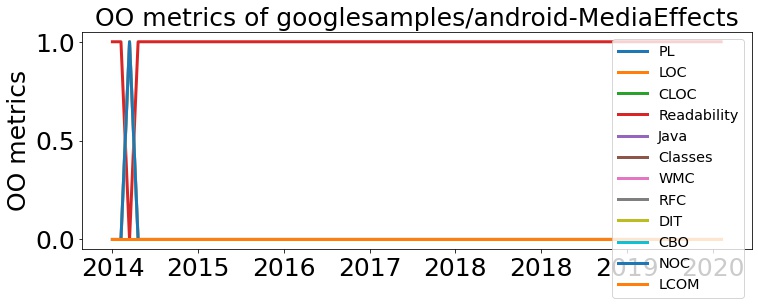 OO metrics of googlesamples/android-MediaEffects
OO metrics
1.0
0.5
0.0
2014 2015 2016 2017 2018 2018 2019 2020
PL
LOC
CLOC
Readability
Java
Classes
WMC
RFC
DIT
CBO
NOC
LCOM